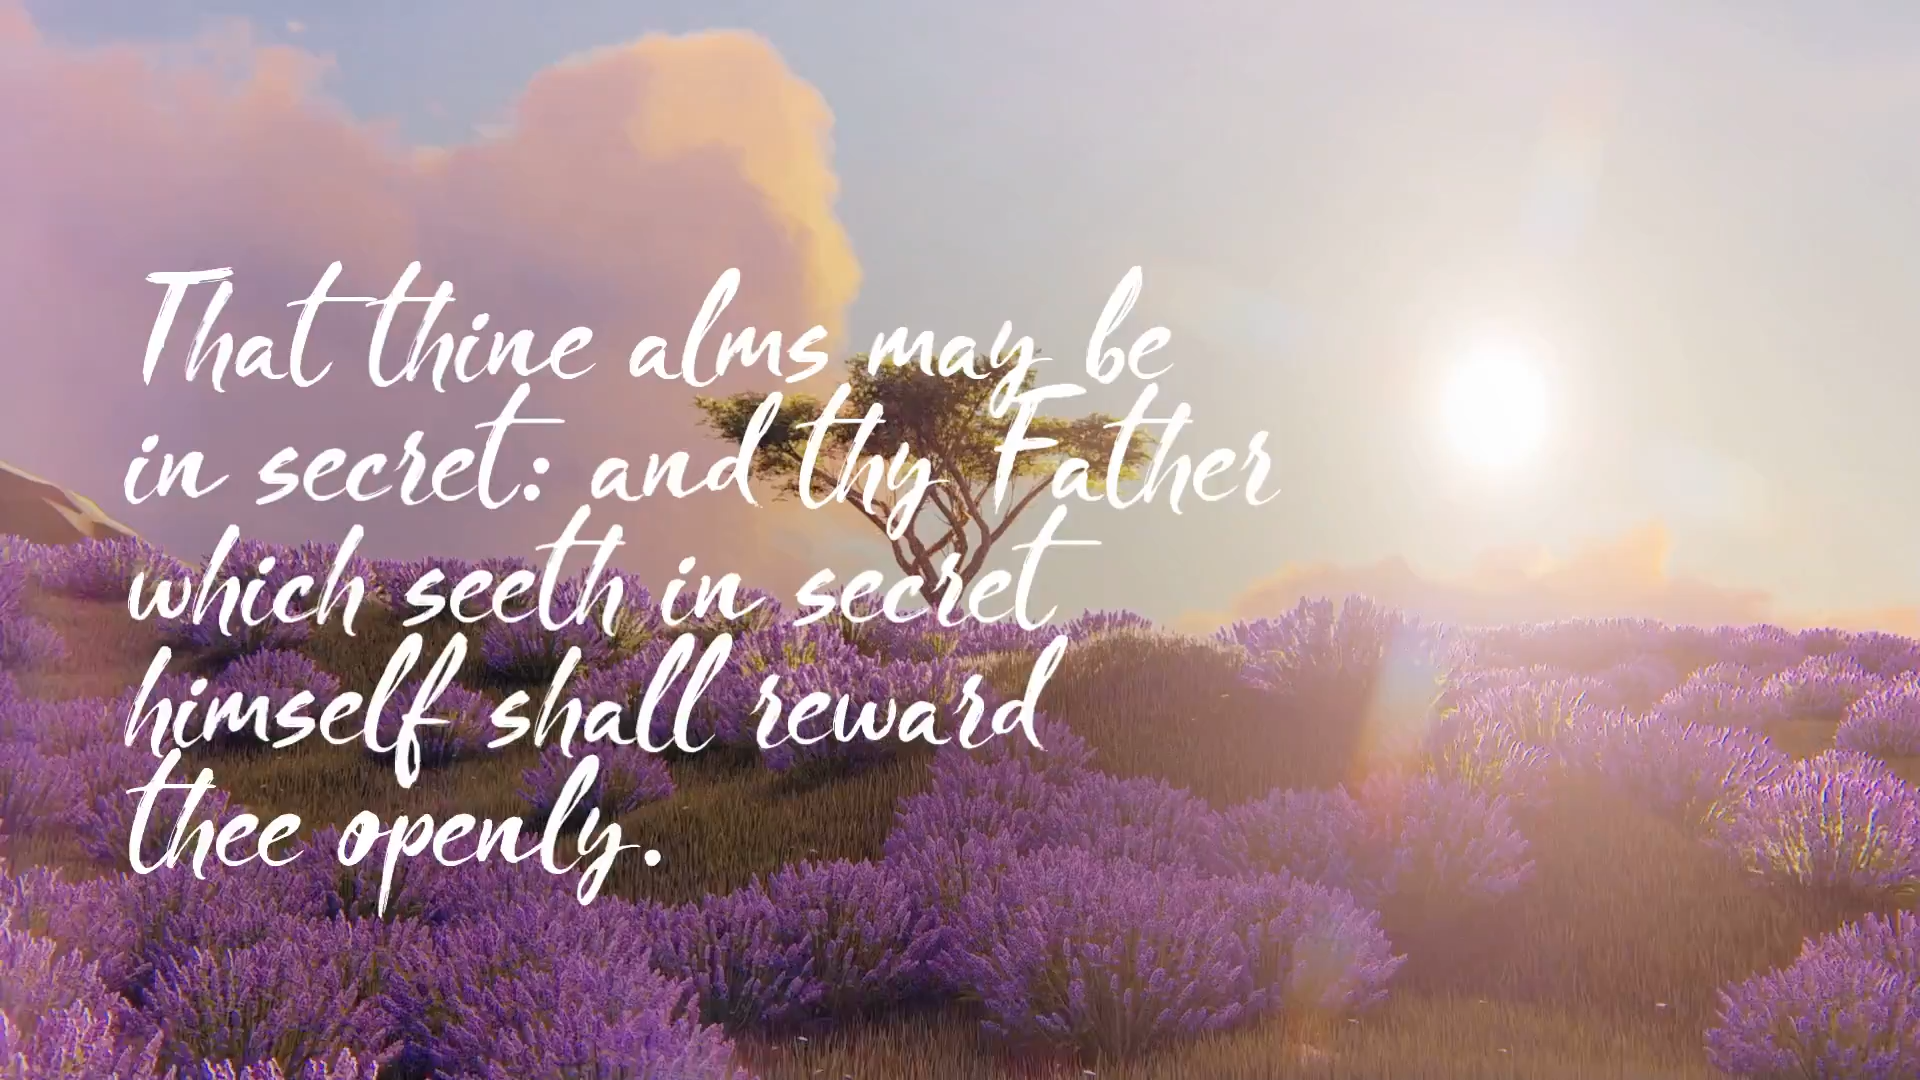 That thine alms may be
in secret: and thy Father
which seeth in secret
himself shall reward
thee openly.